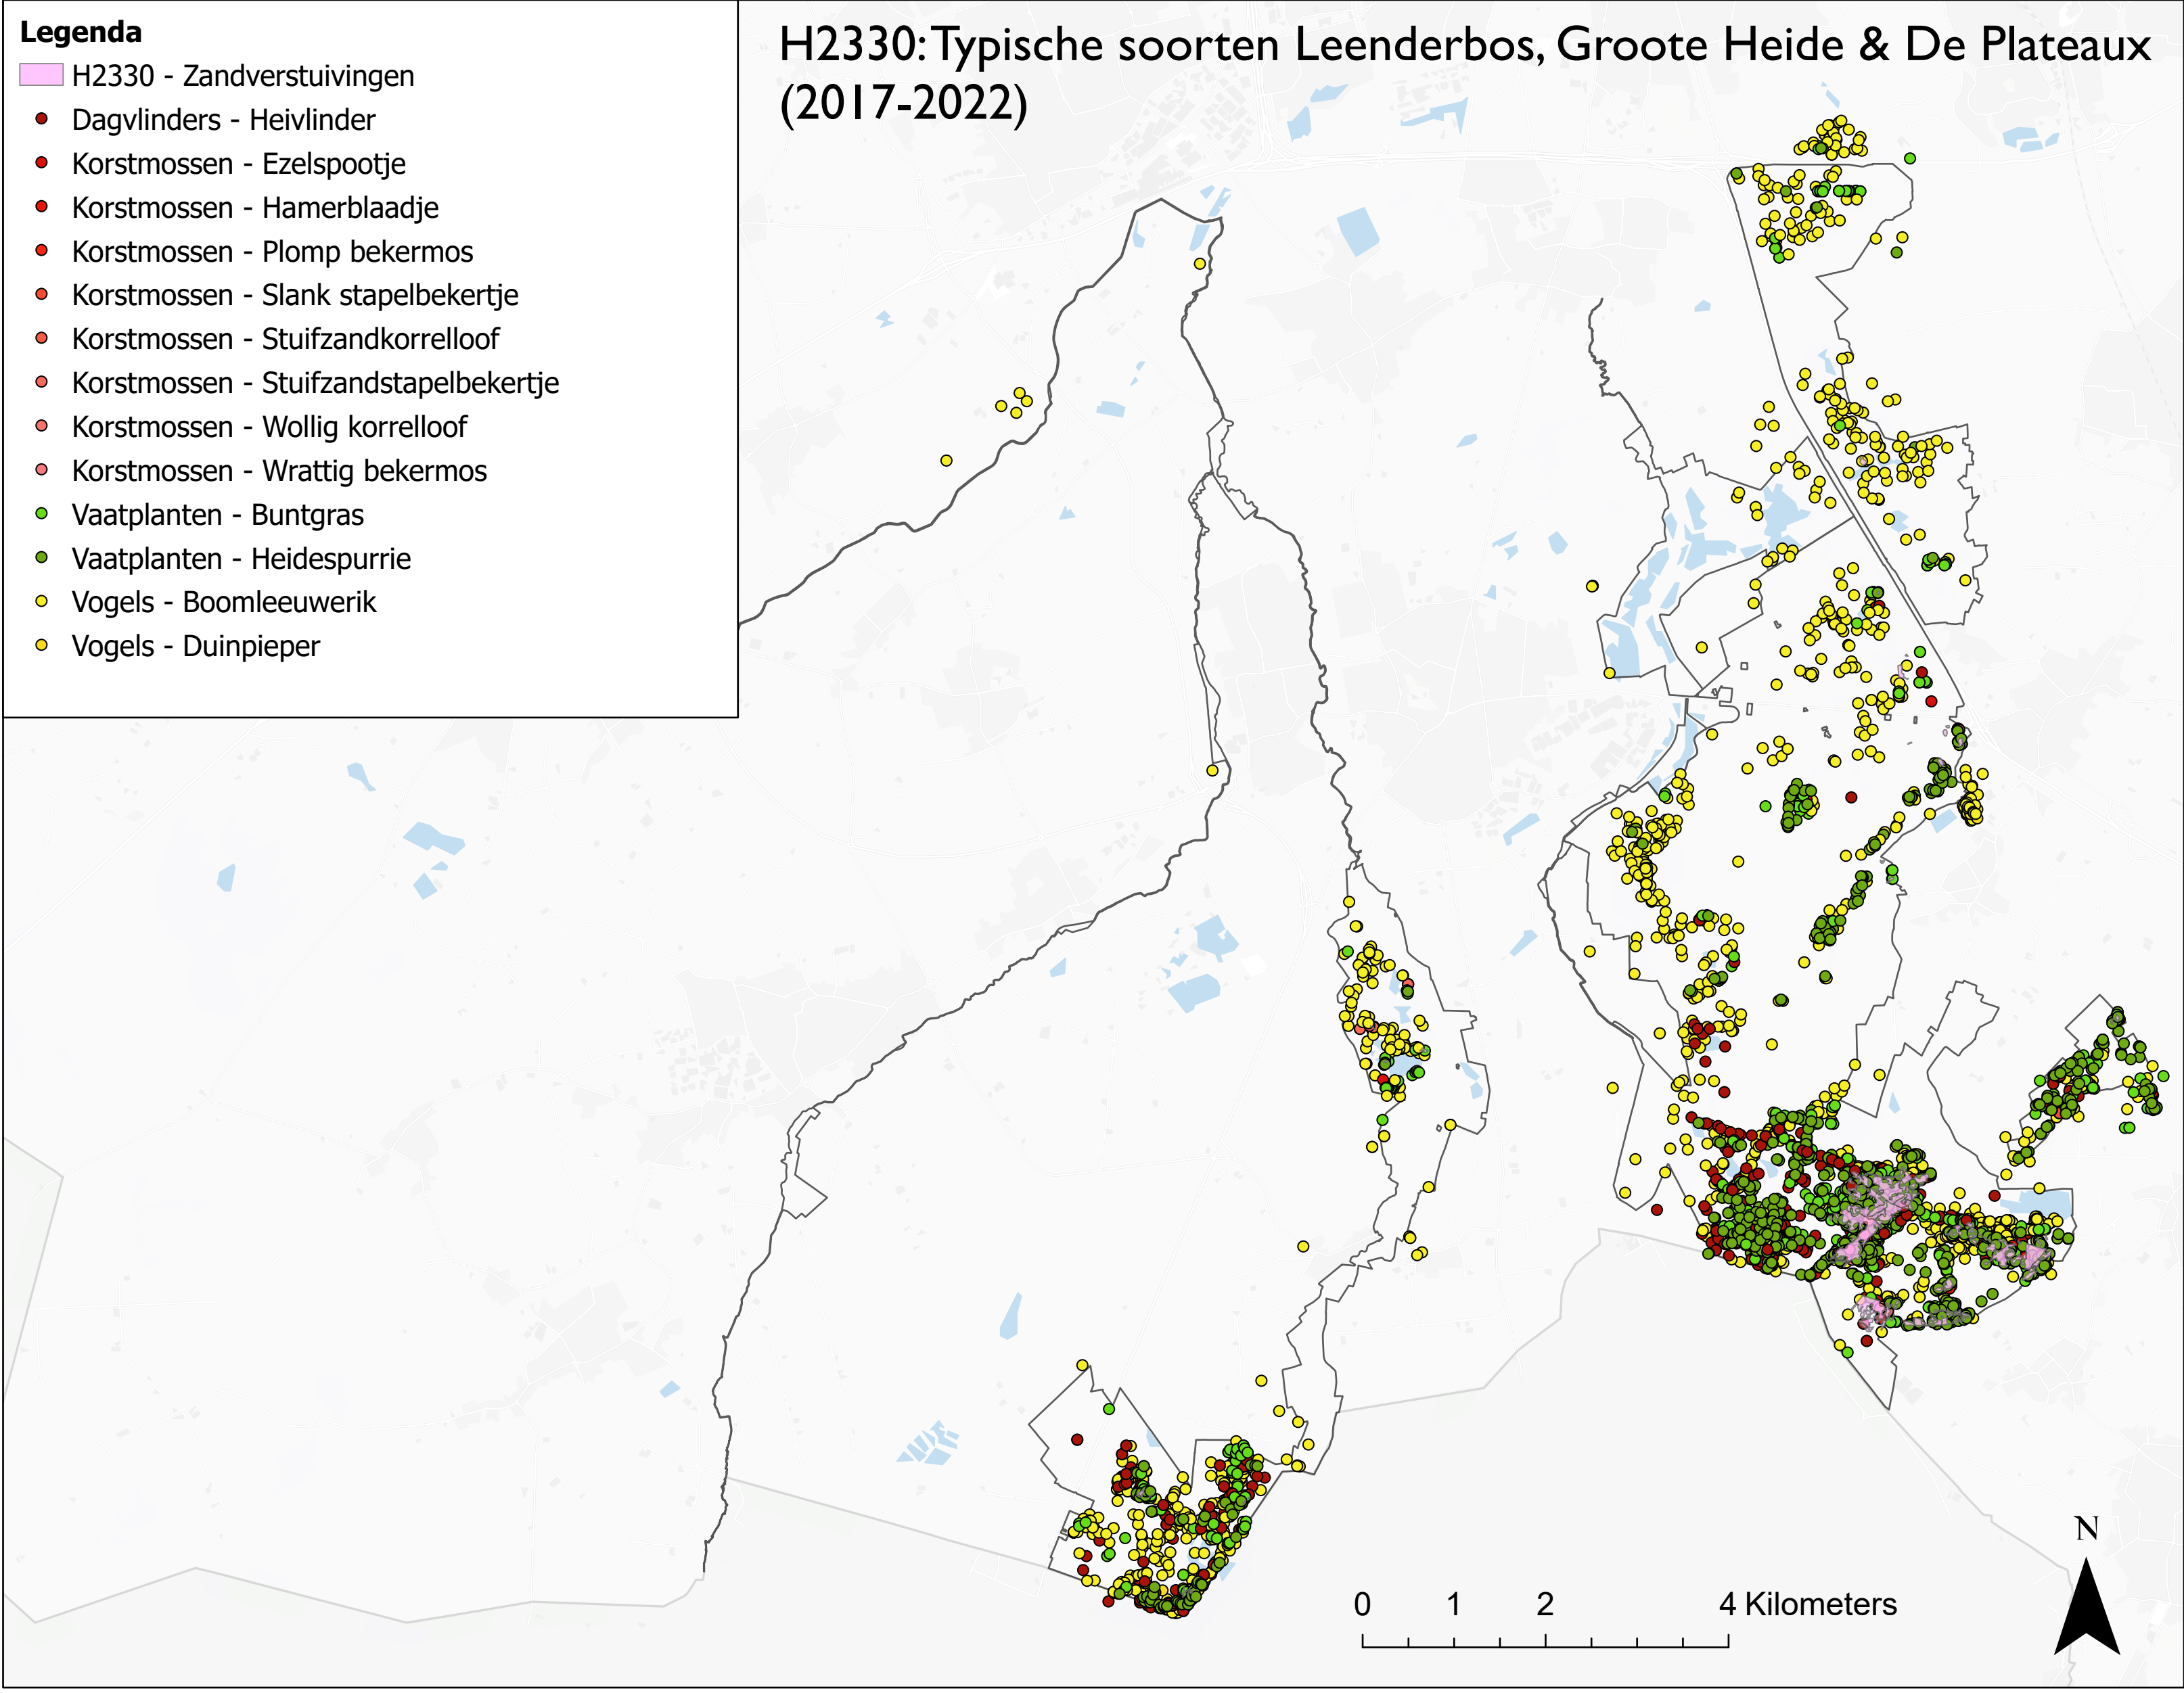 Legenda
H2330 - Zandverstuivingen
Dagvlinders - Heivlinder
Korstmossen - Ezelspootje
Korstmossen - Hamerblaadje
Korstmossen - Plomp bekermos
Korstmossen - Slank stapelbekertje
Korstmossen - Stuifzandkorrelloof
Korstmossen - Stuifzandstapelbekertje
Korstmossen - Wollig korrelloof
Korstmossen - Wrattig bekermos
Vaatplanten - Buntgras
Vaatplanten - Heidespurrie
Vogels - Boomleeuwerik
Vogels - Duinpieper
H2330: Typische soorten Leenderbos, Groote Heide & De Plateaux
(2017-2022)
N
0 1 2 4 Kilometers